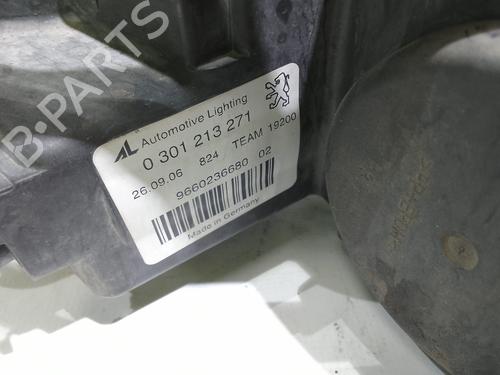 B-PARTS
AL Automotive Lighting
0 301 213 271
26.09.06 824 TEAM 19200
9660236680 02
Made in Germany